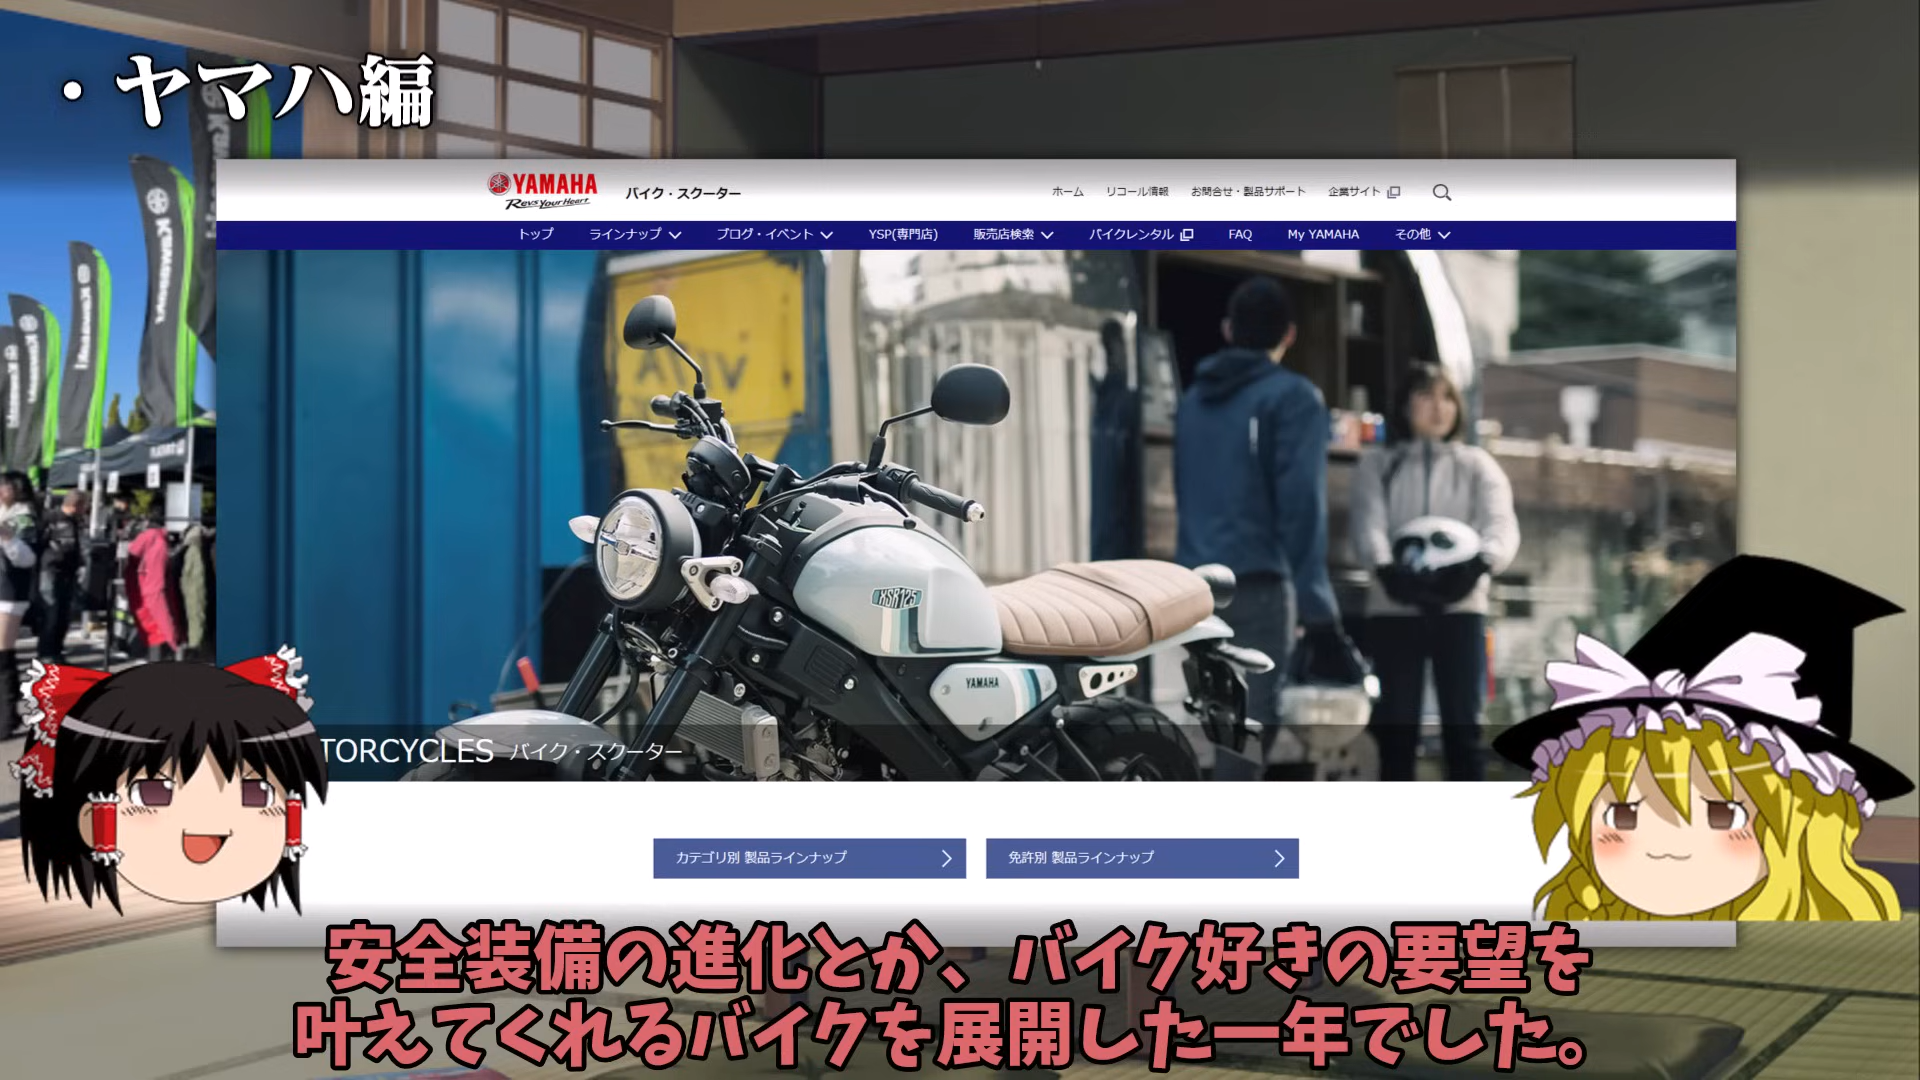 ・ヤマハ編
YAMAHA
Revs Your Heart
バイク・スクーター
ホーム
リコール情報
お問合せ・製品サポート
企業サイト
トップ
ラインナップ
ブログ・イベント
YSP(専門店)
販売店検索
バイクレンタル
FAQ
My YAMAHA
その他
XSR125
YAMAHA
TORCYCLES バイク・スクーター
カテゴリ別 製品ラインナップ
免許別 製品ラインナップ
安全装備の進化とか、バイク好きの要望を
叶えてくれるバイクを展開した一年でした。